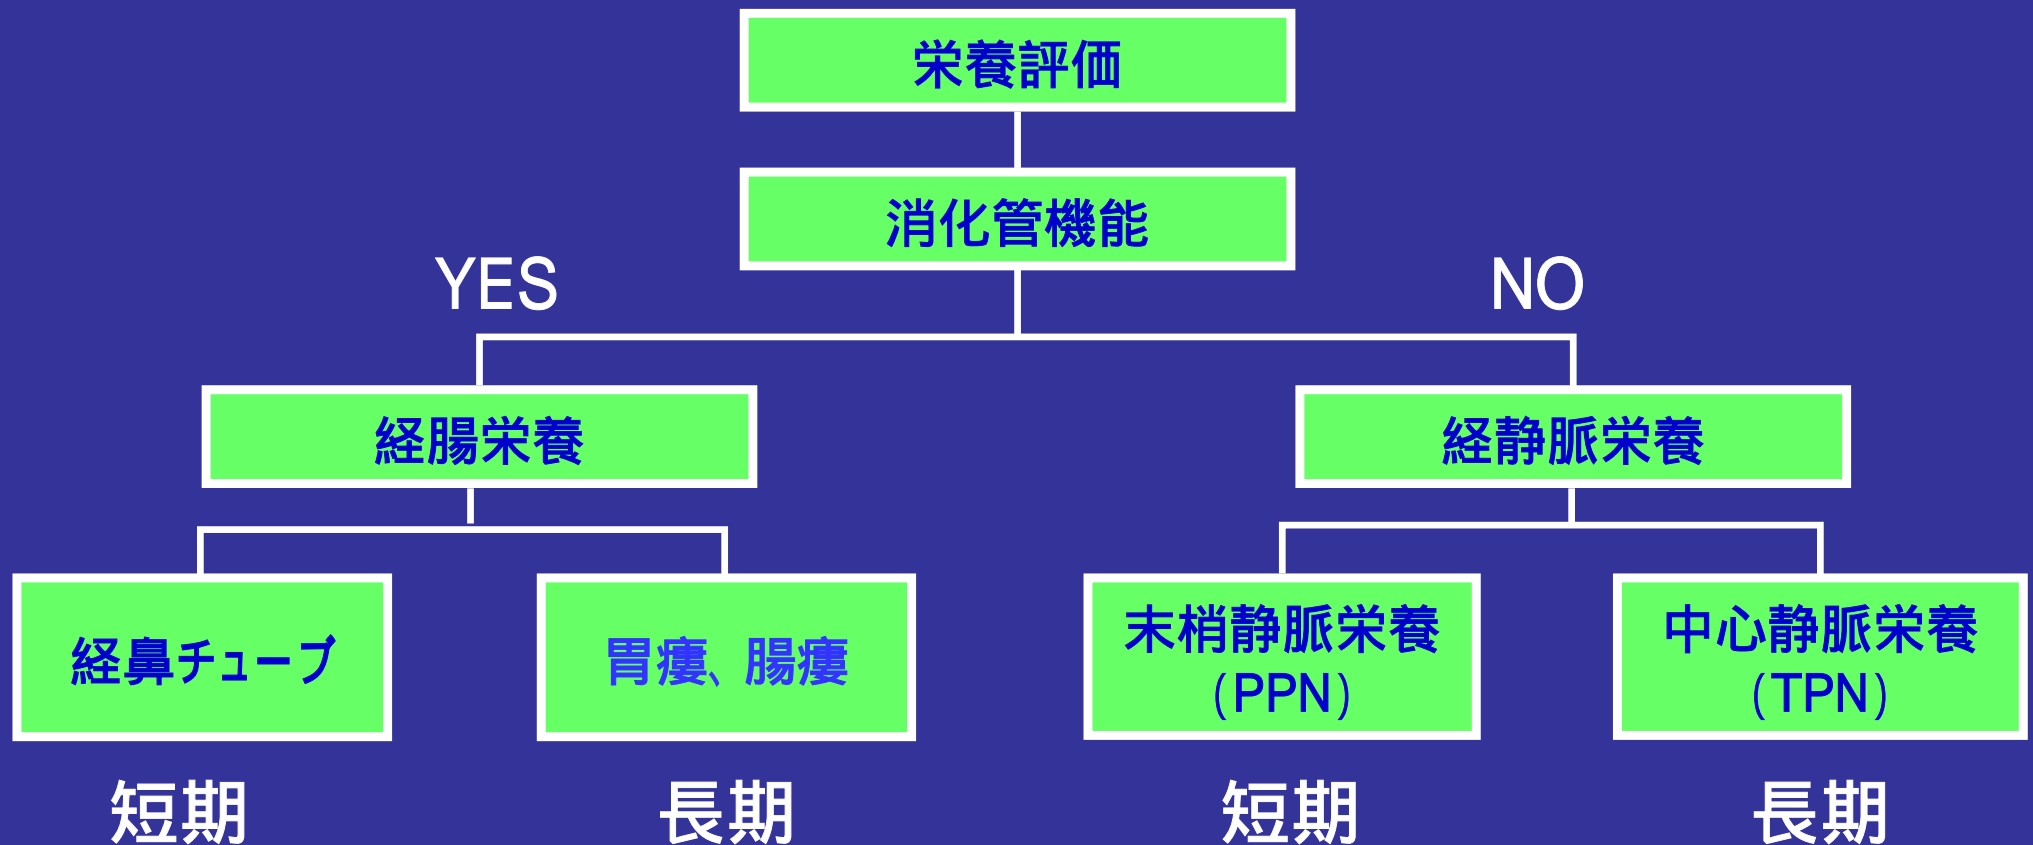 栄養評価
消化管機能
YES
NO
経腸栄養
経静脈栄養
経鼻チューブ
胃瘻、腸瘻
末梢静脈栄養
(PPN)
中心静脈栄養
(TPN)
短期
長期
短期
長期